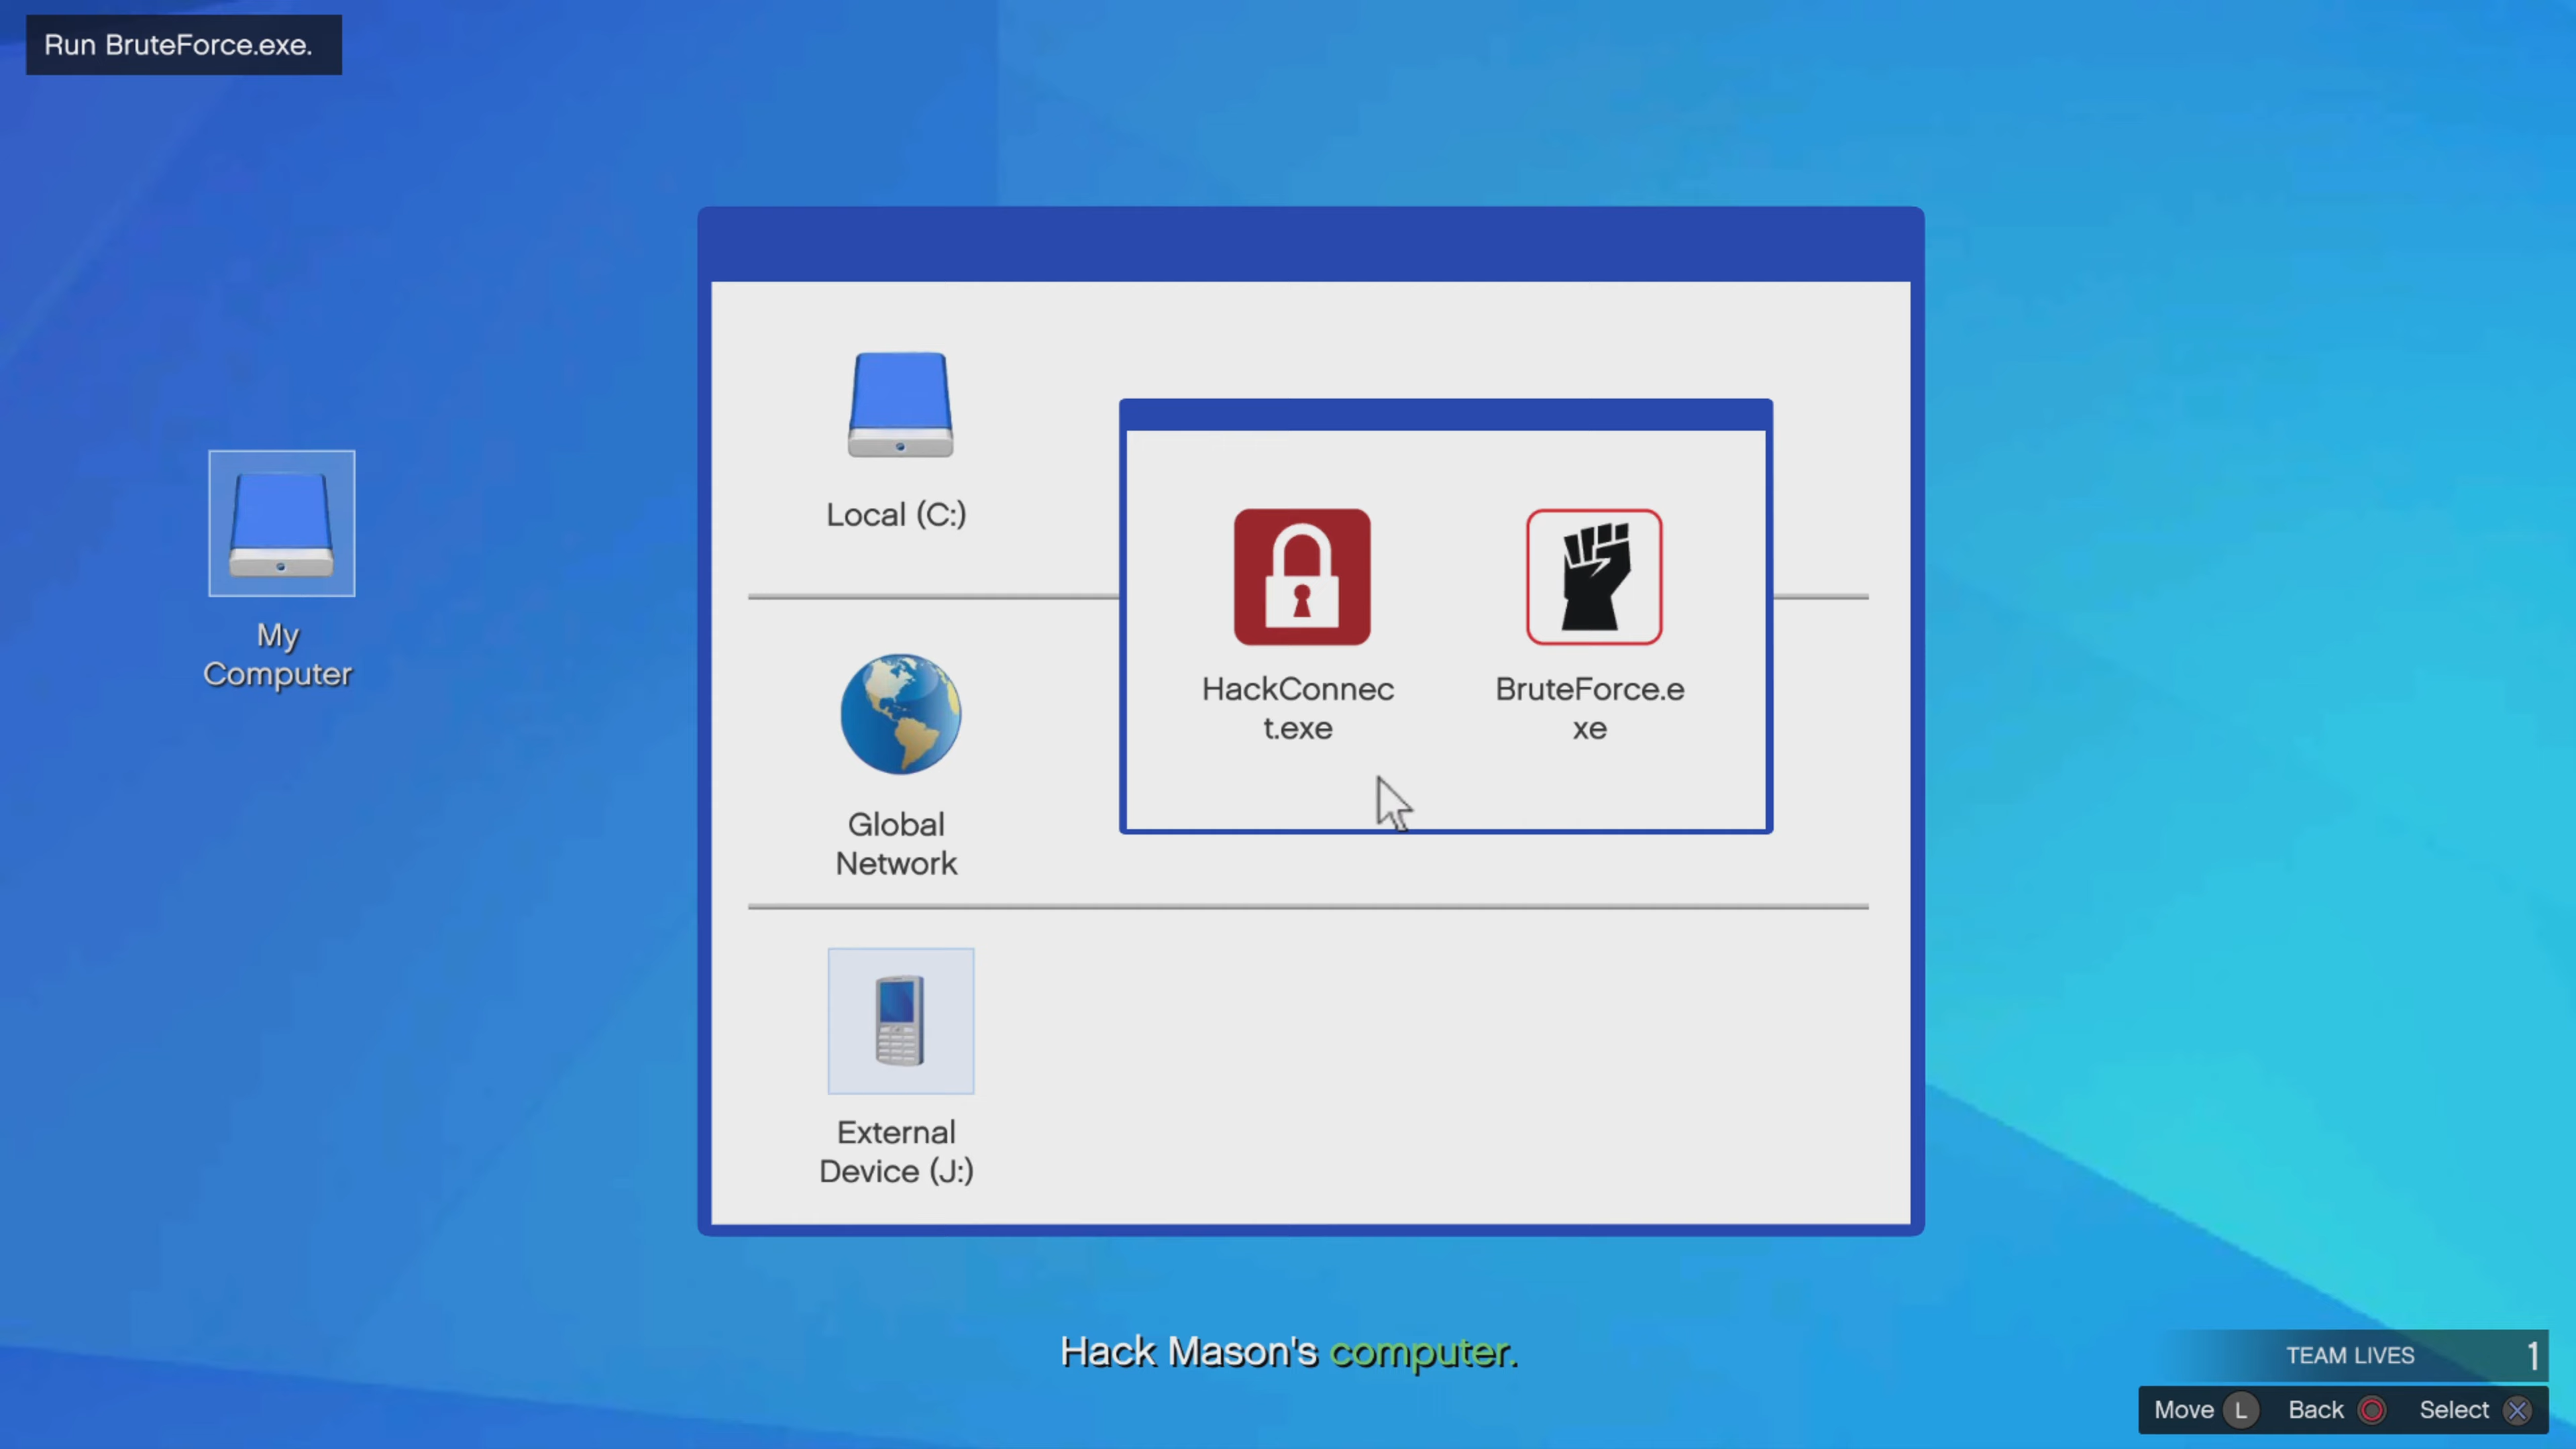 Run BruteForce.exe.
Local (C:)
HackConnec
t.exe
BruteForce.e
xe
My
Computer
Global
Network
External
Device (J:)
Hack Mason's computer.
TEAM LIVES 1
Move L Back Select